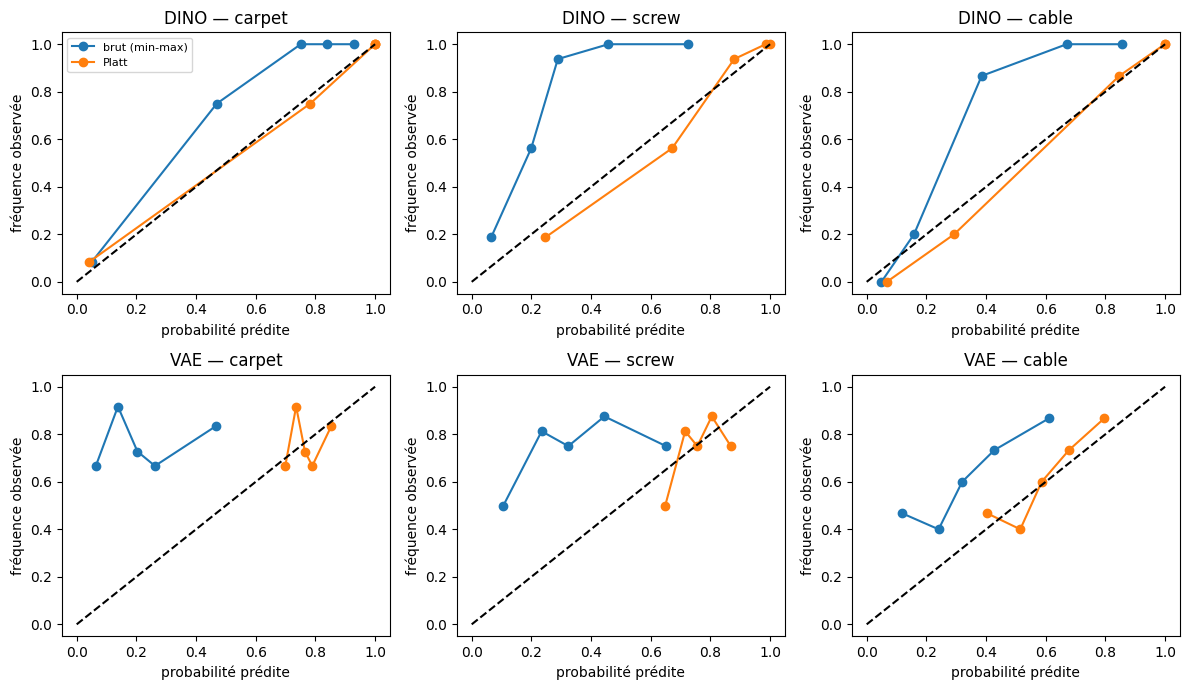 DINO — carpet
DINO — screw
DINO — cable
brut (min-max)
Platt
fréquence observée
1.0
0.8
0.6
0.4
0.2
0.0
0.0 0.2 0.4 0.6 0.8 1.0
probabilité prédite
fréquence observée
1.0
0.8
0.6
0.4
0.2
0.0
0.0 0.2 0.4 0.6 0.8 1.0
probabilité prédite
fréquence observée
1.0
0.8
0.6
0.4
0.2
0.0
0.0 0.2 0.4 0.6 0.8 1.0
probabilité prédite
VAE — carpet
VAE — screw
VAE — cable
fréquence observée
1.0
0.8
0.6
0.4
0.2
0.0
0.0 0.2 0.4 0.6 0.8 1.0
probabilité prédite
fréquence observée
1.0
0.8
0.6
0.4
0.2
0.0
0.0 0.2 0.4 0.6 0.8 1.0
probabilité prédite
fréquence observée
1.0
0.8
0.6
0.4
0.2
0.0
0.0 0.2 0.4 0.6 0.8 1.0
probabilité prédite